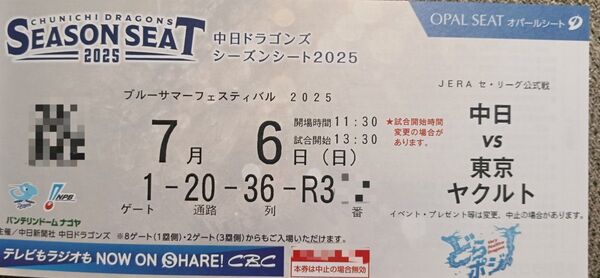 CHUNICHI DRAGONS
SEASON SEAT
2025
中日ドラゴンズ
シーズンシート2025
OPAL SEAT オパールシート
ブルーサマーフェスティバル 2025
開場時間 11:30
試合開始 13:30
★試合開始時間
変更の場合が
あります。
7月 6日(日)
1-20-36-R3
ゲート 通路 列 番
JERA セ・リーグ公式戦
中日
VS
東京
ヤクルト
イベント・プレゼント等は変更、中止の場合があります。
NPB
バンテリンドーム ナゴヤ
主催/中日新聞社 中日ドラゴンズ ※8ゲート(1塁側)・2ゲート(3塁側)からもご入場いただけます。
テレビもラジオも NOW ON SHARE! CBC
本券は中止の場合有効